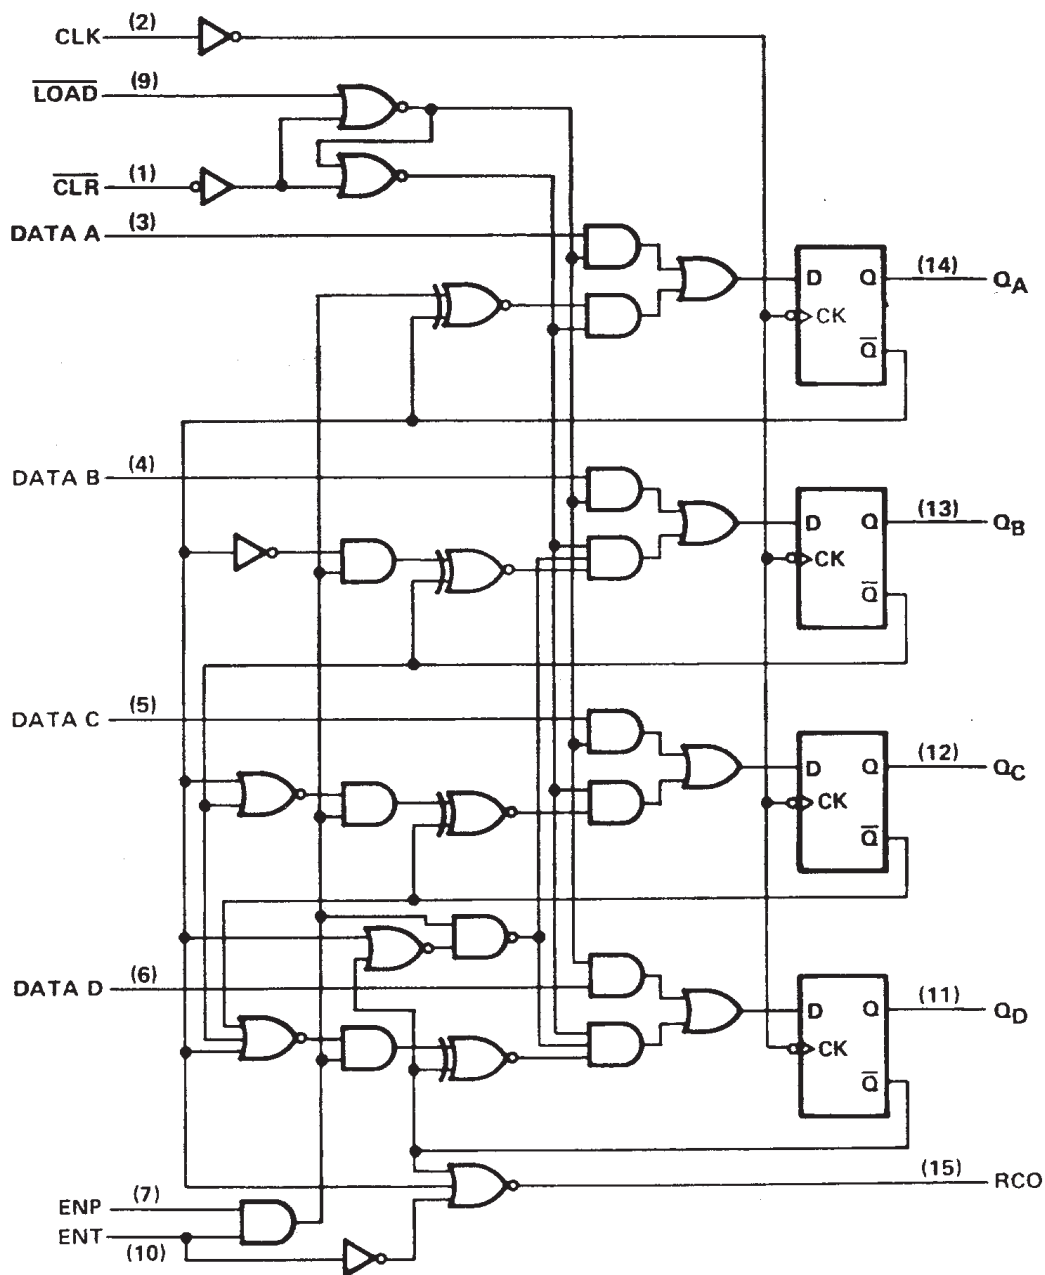 CLK (2)
LOAD (9)
CLR (1)
DATA A (3)
D Q (14) QA
CK
Q
DATA B (4)
D Q (13) QB
CK
Q
DATA C (5)
D Q (12) QC
CK
Q
DATA D (6)
D Q (11) QD
CK
Q
(15) RCO
ENP (7)
ENT (10)